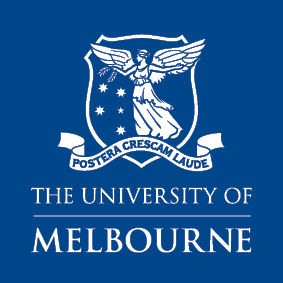 POSTERA CRESCAM LAUDE
THE UNIVERSITY OF
MELBOURNE